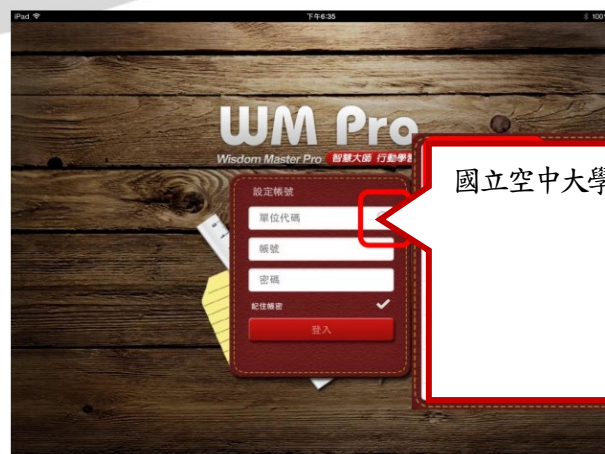 iPad
下午6:35
100%
WM Pro
Wisdom Master Pro 智慧大師 行動學習
國立空中大學
設定帳號
單位代碼
帳號
密碼
記住帳密
登入